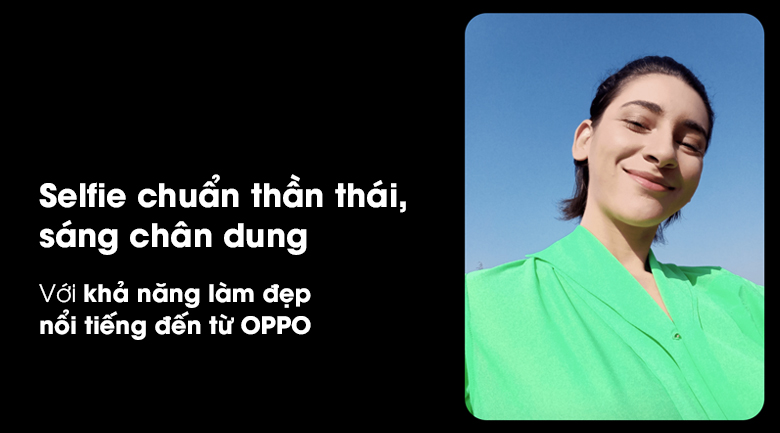 Selfie chuẩn thần thái,
sáng chân dung
Với khả năng làm đẹp
nổi tiếng đến từ OPPO